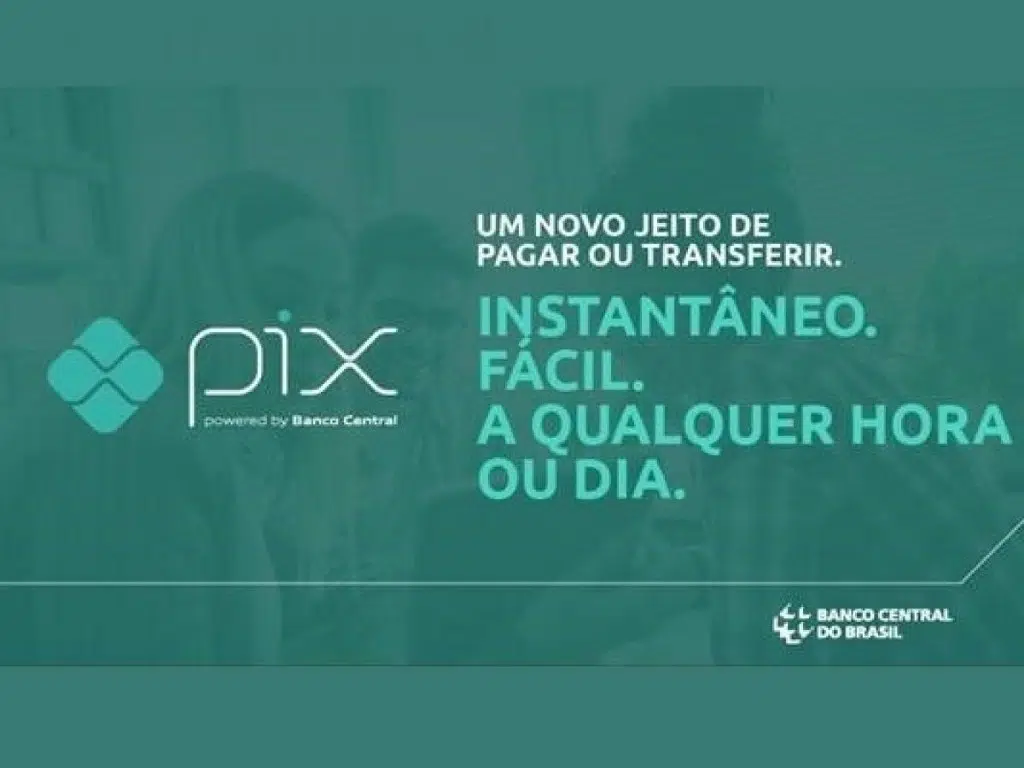 UM NOVO JEITO DE
PAGAR OU TRANSFERIR.
INSTANTÂNEO.
FÁCIL.
A QUALQUER HORA
OU DIA.
pix
powered by Banco Central
BANCO CENTRAL
DO BRASIL